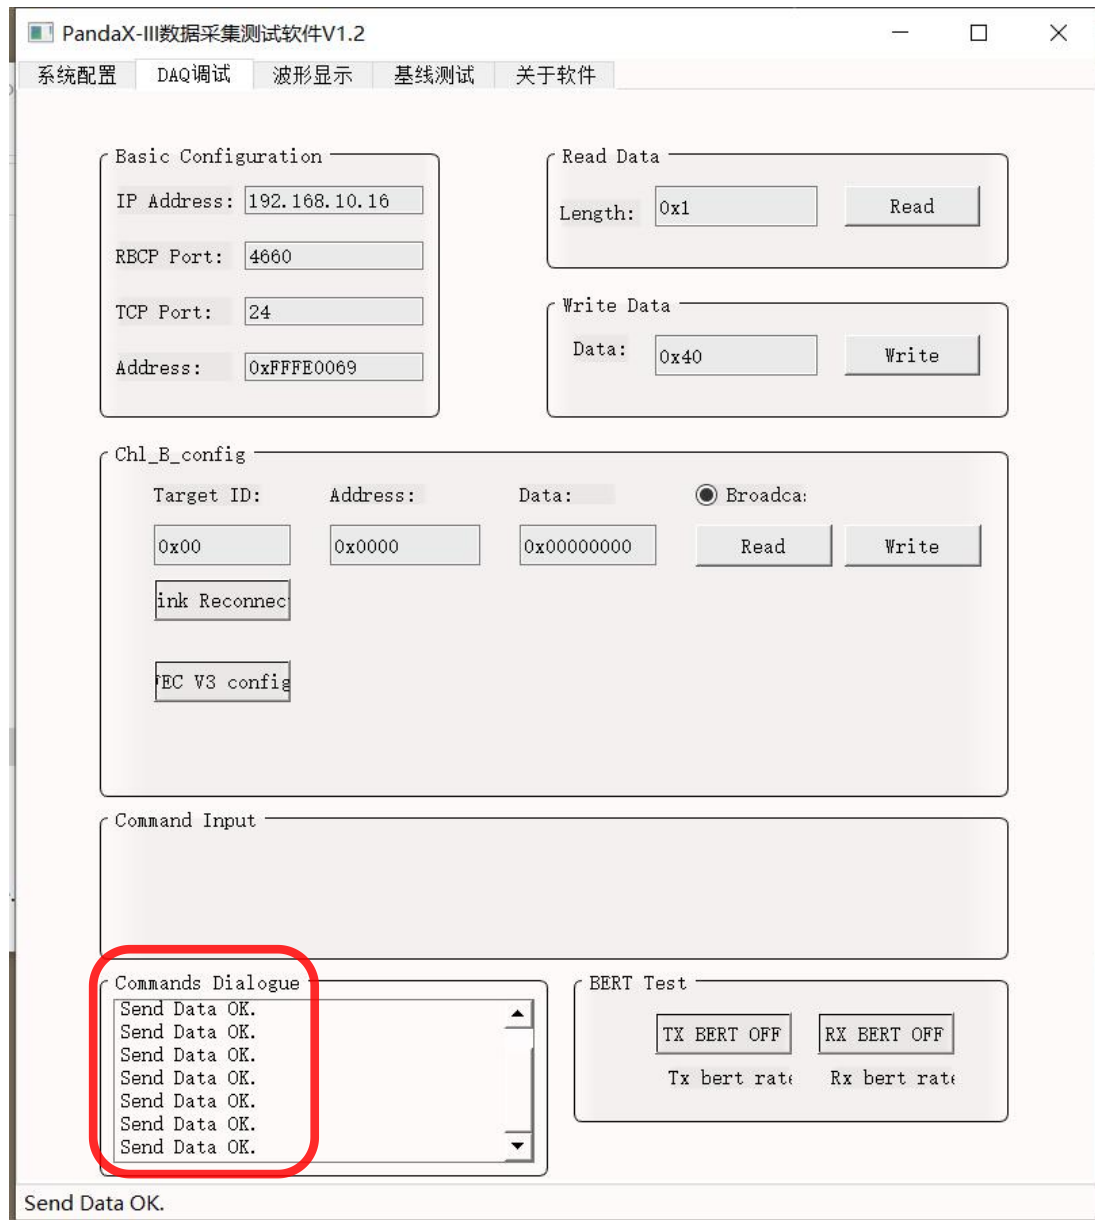 PandaX-III数据采集测试软件V1.2
系统配置 DAQ调试 波形显示 基线测试 关于软件
Basic Configuration
IP Address: 192.168.10.16
RBCP Port: 4660
TCP Port: 24
Address: 0xFFFE0069
Read Data
Length: 0x1 Read
Write Data
Data: 0x40 Write
Chl_B_config
Target ID: Address: Data: Broadca
0x00 0x0000 0x00000000 Read Write
ink Reconnec
FEC V3 config
Command Input
Commands Dialogue
Send Data OK.
Send Data OK.
Send Data OK.
Send Data OK.
Send Data OK.
Send Data OK.
Send Data OK.
BERT Test
TX BERT OFF RX BERT OFF
Tx bert rat Rx bert rat
Send Data OK.